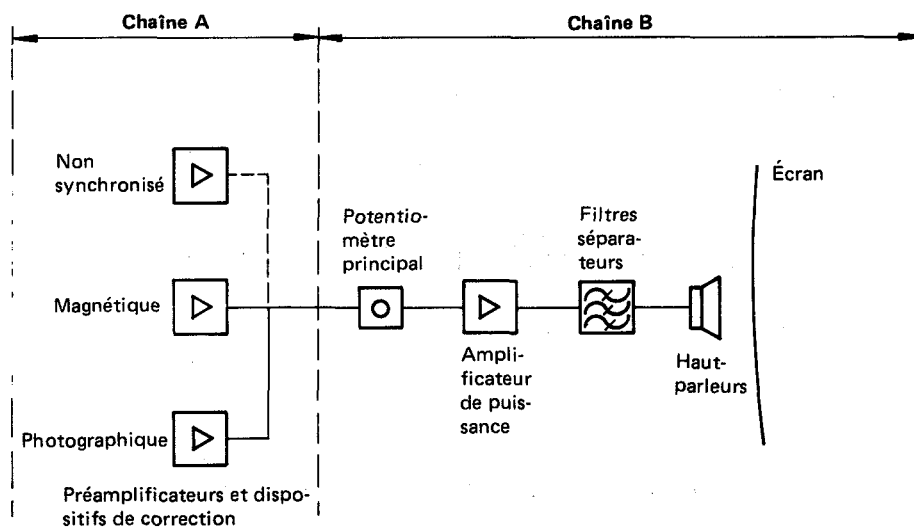 Chaîne A
Chaîne B
Non
synchronisé
Écran
Potentio-
mètre
principal
Filtres
sépara-
teurs
Magnétique
Ampli-
ficateur
de puis-
sance
Haut-
parleurs
Photographique
Préamplificateurs et dispo-
sitifs de correction